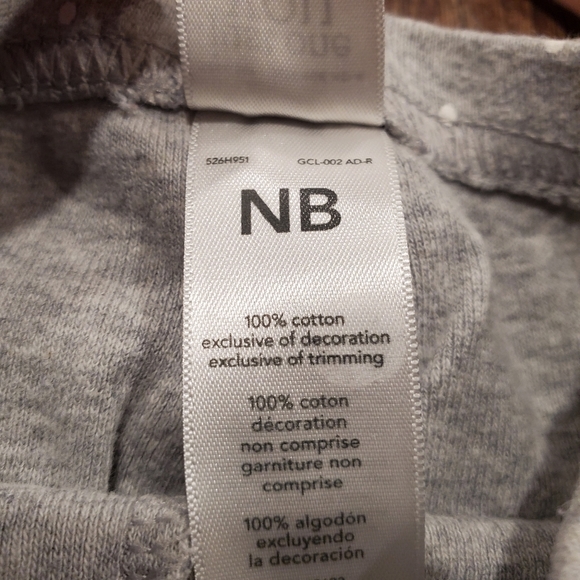 526H951 GCL-002 AD-R
NB
100% cotton
exclusive of decoration
exclusive of trimming
100% coton
décoration
non comprise
garniture non
comprise
100% algodón
excluyendo
la decoración